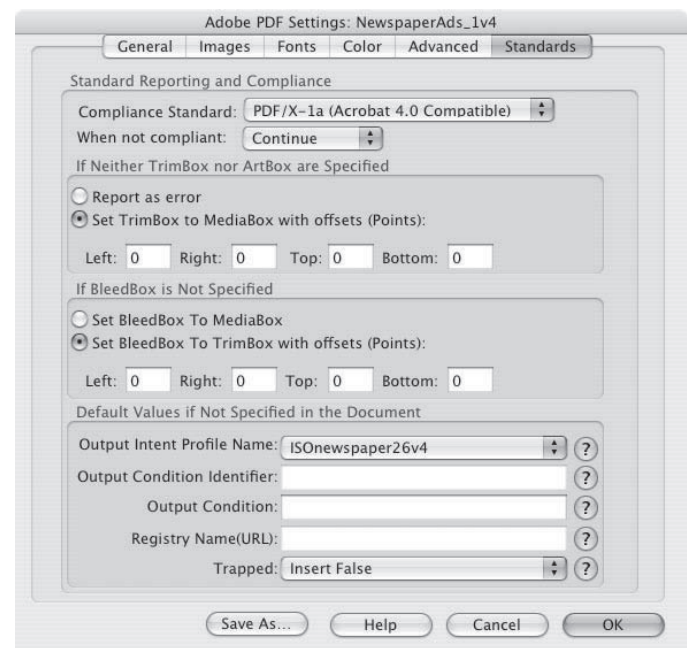 Adobe PDF Settings: NewspaperAds_1v4
General Images Fonts Color Advanced Standards
Standard Reporting and Compliance
Compliance Standard: PDF/X-1a (Acrobat 4.0 Compatible)
When not compliant: Continue
If Neither TrimBox nor ArtBox are Specified
Report as error
Set TrimBox to MediaBox with offsets (Points):
Left: 0 Right: 0 Top: 0 Bottom: 0
If BleedBox is Not Specified
Set BleedBox To MediaBox
Set BleedBox To TrimBox with offsets (Points):
Left: 0 Right: 0 Top: 0 Bottom: 0
Default Values if Not Specified in the Document
Output Intent Profile Name: ISOnewspaper26v4 ?
Output Condition Identifier: ?
Output Condition: ?
Registry Name(URL): ?
Trapped: Insert False ?
Save As... Help Cancel OK